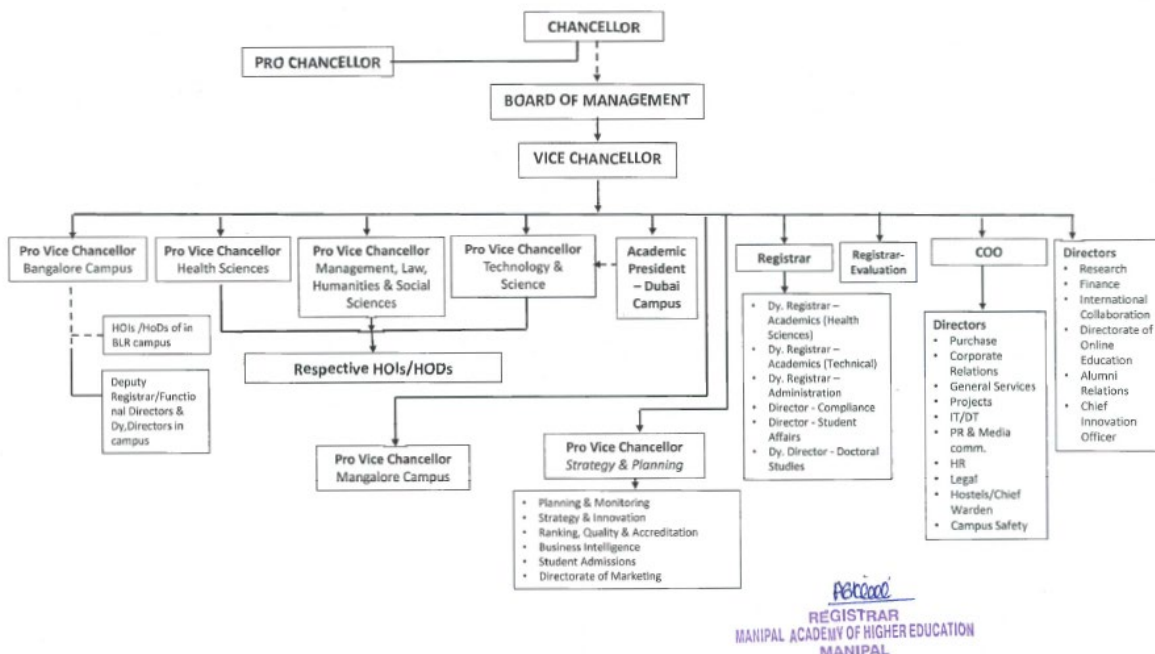 CHANCELLOR
PRO CHANCELLOR
BOARD OF MANAGEMENT
VICE CHANCELLOR
Pro Vice Chancellor
Bangalore Campus
Pro Vice Chancellor
Health Sciences
Pro Vice Chancellor
Management, Law,
Humanities & Social
Sciences
Pro Vice Chancellor
Technology &
Science
Academic
President
– Dubai
Campus
Registrar
Registrar-
Evaluation
COO
Directors
• Research
• Finance
• International
Collaboration
• Directorate of
Online
Education
• Alumni
Relations
• Chief
Innovation
Officer
HOIs /HoDs of in
BLR campus
Deputy
Registrar/Functio
nal Directors &
Dy,Directors in
campus
Respective HOIs/HODs
Pro Vice Chancellor
Mangalore Campus
Pro Vice Chancellor
Strategy & Planning
• Planning & Monitoring
• Strategy & Innovation
• Ranking, Quality & Accreditation
• Business Intelligence
• Student Admissions
• Directorate of Marketing
• Dy. Registrar –
Academics (Health
Sciences)
• Dy. Registrar –
Academics (Technical)
• Dy. Registrar –
Administration
• Director - Compliance
• Director - Student
Affairs
• Dy. Director - Doctoral
Studies
Directors
• Purchase
• Corporate
Relations
• General Services
• Projects
• IT/DT
• PR & Media
comm.
• HR
• Legal
• Hostels/Chief
Warden
• Campus Safety
REGISTRAR
MANIPAL ACADEMY OF HIGHER EDUCATION
MANIPAL